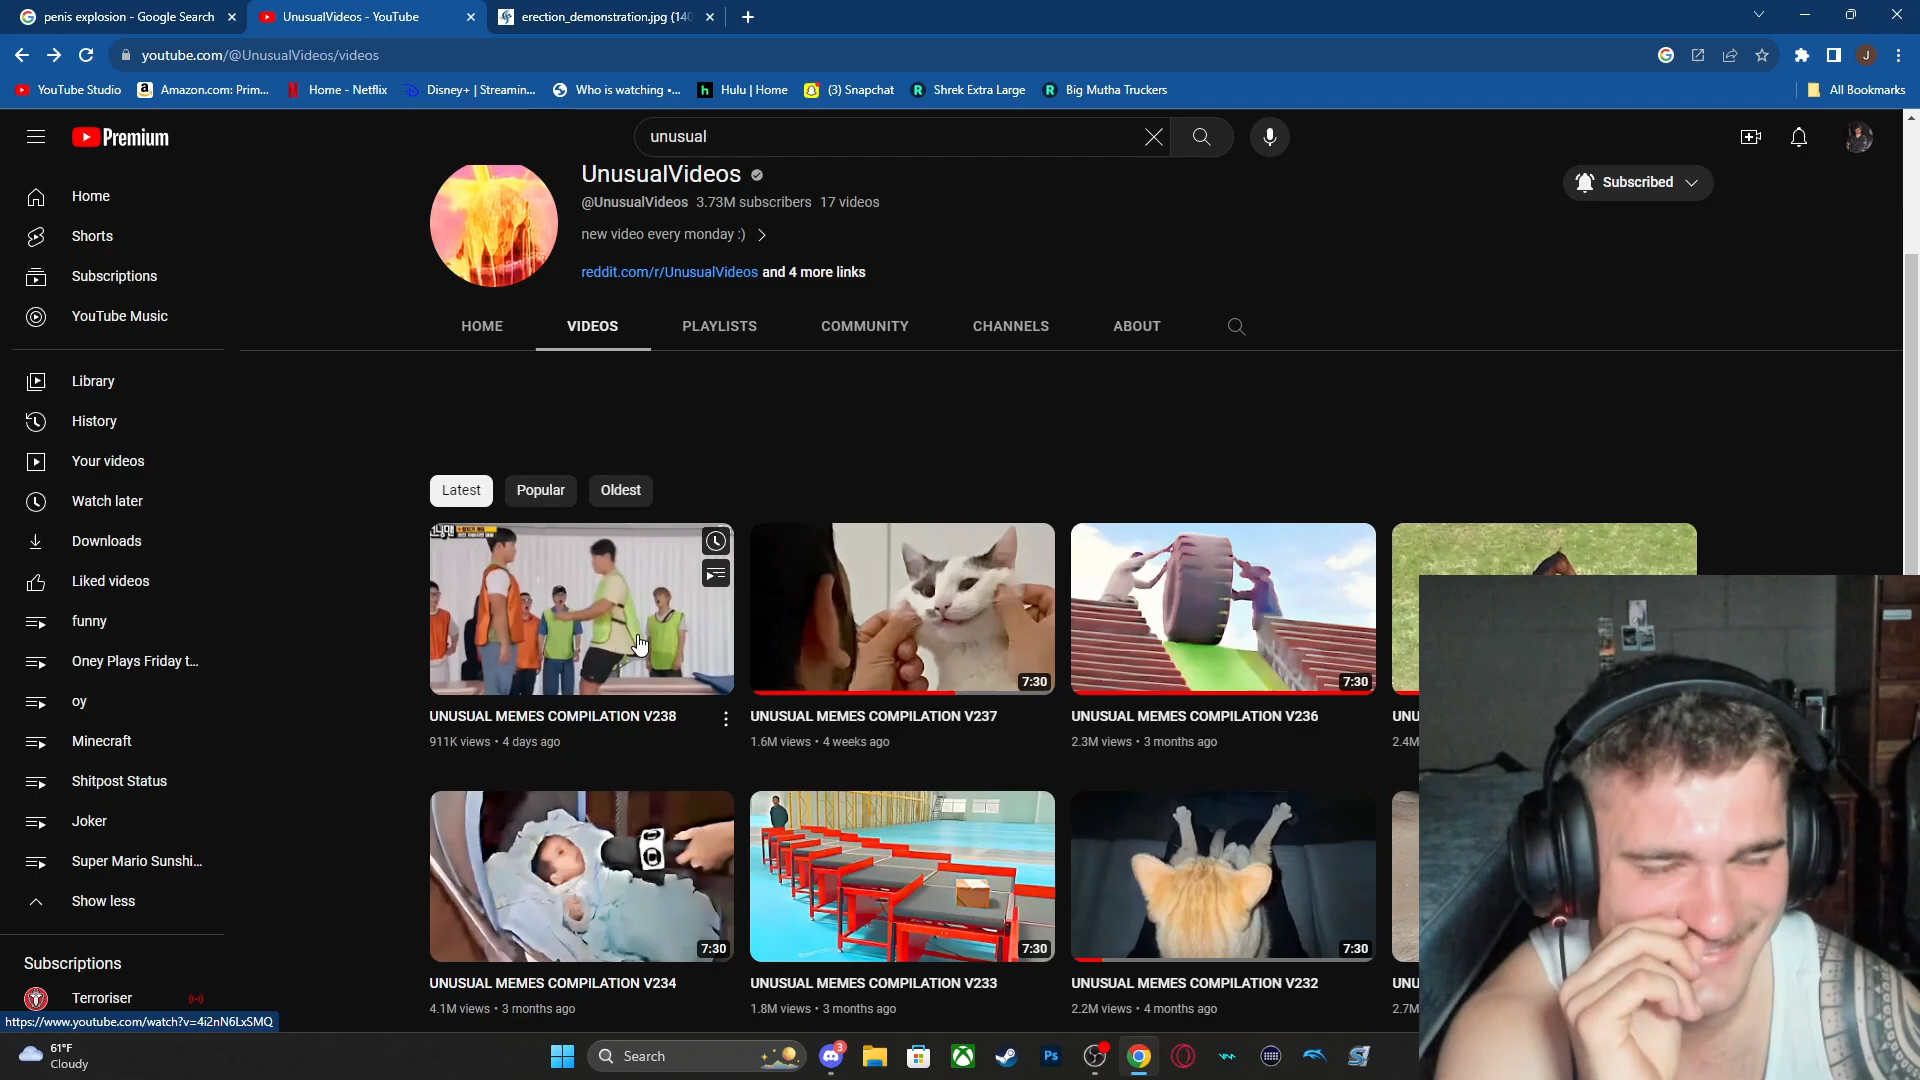 penis explosion - Google Search
UnusualVideos - YouTube
erection_demonstration.jpg (140
youtube.com/@UnusualVideos/videos
J
YouTube Studio
Amazon.com: Prim...
Home - Netflix
Disney+ | Streamin...
Who is watching •...
Hulu | Home
(3) Snapchat
Shrek Extra Large
Big Mutha Truckers
All Bookmarks
Premium
unusual
Home
Shorts
Subscriptions
YouTube Music
Library
History
Your videos
Watch later
Downloads
Liked videos
funny
Oney Plays Friday t...
oy
Minecraft
Shitpost Status
Joker
Super Mario Sunshi...
Show less
Subscriptions
Terroriser
UnusualVideos
@UnusualVideos 3.73M subscribers 17 videos
new video every monday :)
reddit.com/r/UnusualVideos and 4 more links
Subscribed
HOME
VIDEOS
PLAYLISTS
COMMUNITY
CHANNELS
ABOUT
Latest
Popular
Oldest
UNUSUAL MEMES COMPILATION V238
911K views • 4 days ago
7:30
UNUSUAL MEMES COMPILATION V237
1.6M views • 4 weeks ago
7:30
UNUSUAL MEMES COMPILATION V236
2.3M views • 3 months ago
UNU
2.4M
7:30
UNUSUAL MEMES COMPILATION V234
4.1M views • 3 months ago
7:30
UNUSUAL MEMES COMPILATION V233
1.8M views • 3 months ago
7:30
UNUSUAL MEMES COMPILATION V232
2.2M views • 4 months ago
UNU
2.7M
https://www.youtube.com/watch?v=4i2nN6LxSMQ
61°F
Cloudy
Search
3
Ps